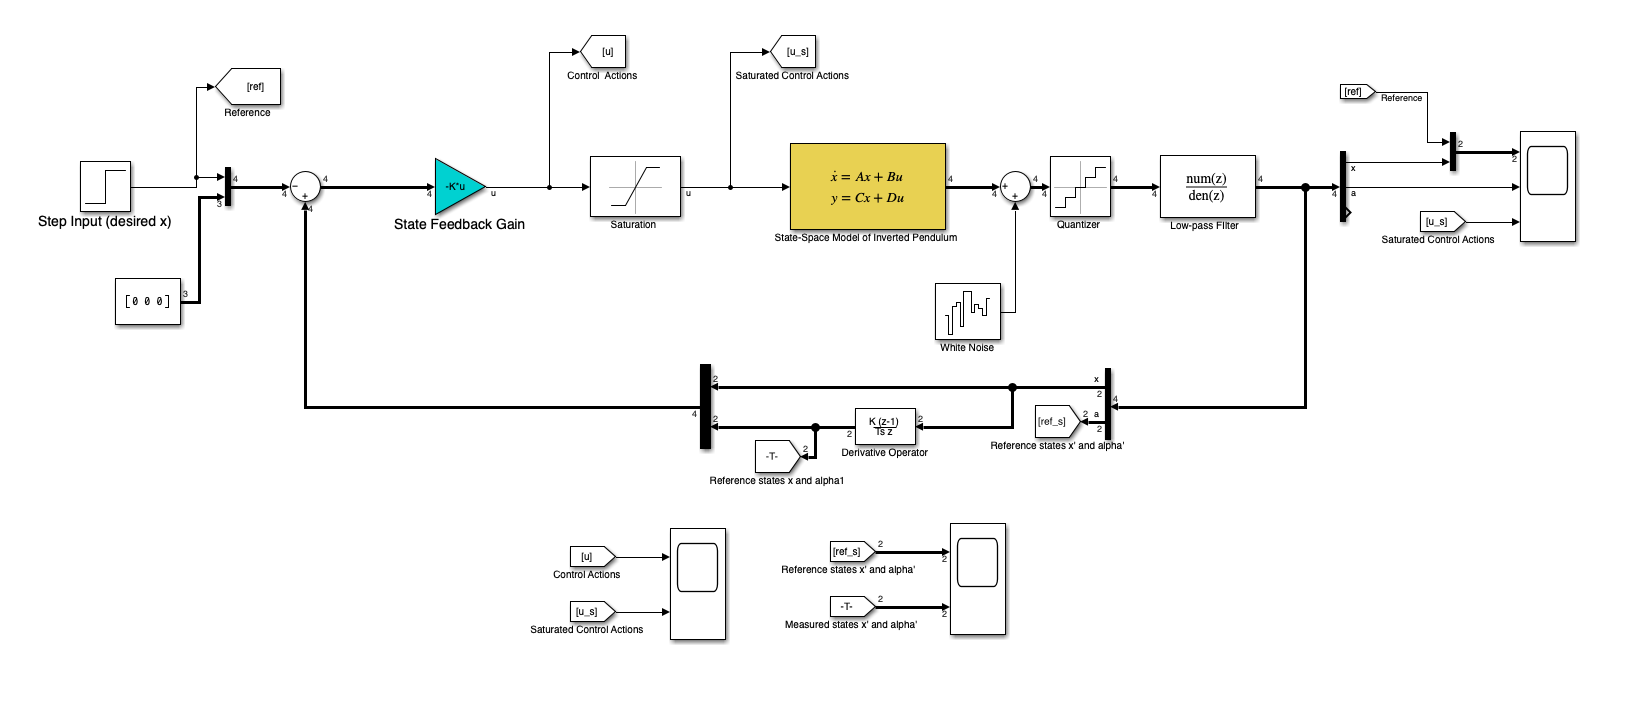 [u]
Control Actions
[u_s]
Saturated Control Actions
[ref]
Reference
[ref]
Reference
2
2
4
3
Step Input (desired x)
4
−
+
4
4
4
-K*u
u
State Feedback Gain
Saturation
u
ẋ = Ax + Bu
y = Cx + Du
State-Space Model of Inverted Pendulum
4
4
+
+
4
4
Quantizer
4
4
num(z)
den(z)
Low-pass Filter
4
4
x
a
[u_s]
Saturated Control Actions
[0 0 0]
3
White Noise
2
2
4
x
2
a
2
4
[ref_s]
2
Reference states x' and alpha'
K (z-1)
Ts z
2
2
Derivative Operator
-T-
2
Reference states x and alpha1
[u]
Control Actions
[u_s]
Saturated Control Actions
[ref_s]
2
2
Reference states x' and alpha'
-T-
2
2
Measured states x' and alpha'